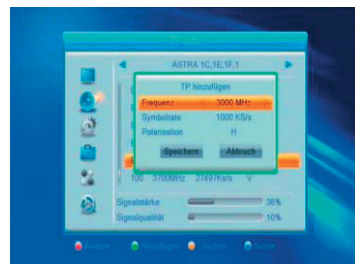 ASTRA 1C,1E,1F,1
TP hinzufügen
Frequenz 3000 MHz
Symbolrate 1000 KS/s
Polarisation H
Speichern Abbruch
100 3700MHz 27497Ks/s V
Signalstärke 36%
Signalqualität 10%
Ändern Hinzufügen Löschen Suche